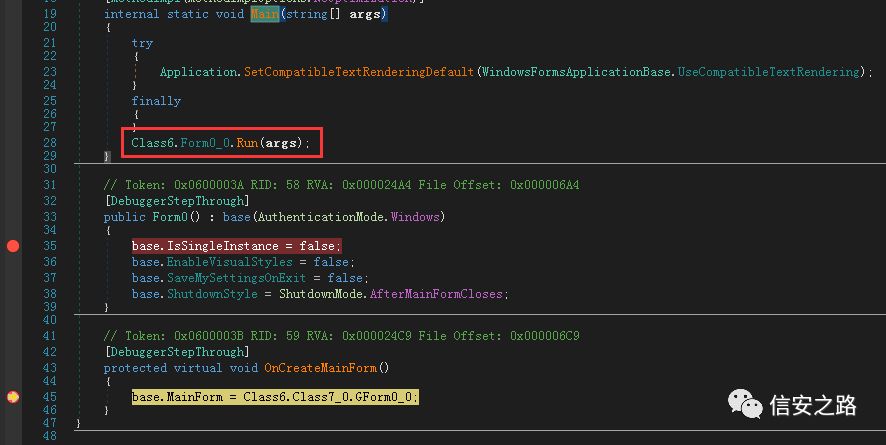 19 internal static void Main(string[] args)
20 {
21 try
22 {
23 Application.SetCompatibleTextRenderingDefault(WindowsFormsApplicationBase.UseCompatibleTextRendering);
24 }
25 finally
26 {
27 }
28 Class6.Form0_0.Run(args);
29 }
30
31 // Token: 0x0600003A RID: 58 RVA: 0x000024A4 File Offset: 0x000006A4
32 [DebuggerStepThrough]
33 public Form0() : base(AuthenticationMode.Windows)
34 {
35 base.IsSingleInstance = false;
36 base.EnableVisualStyles = false;
37 base.SaveMySettingsOnExit = false;
38 base.ShutdownStyle = ShutdownMode.AfterMainFormCloses;
39 }
40
41 // Token: 0x0600003B RID: 59 RVA: 0x000024C9 File Offset: 0x000006C9
42 [DebuggerStepThrough]
43 protected virtual void OnCreateMainForm()
44 {
45 base.MainForm = Class6.Class7_0.GForm0_0;
46 }
47 }
48
信安之路